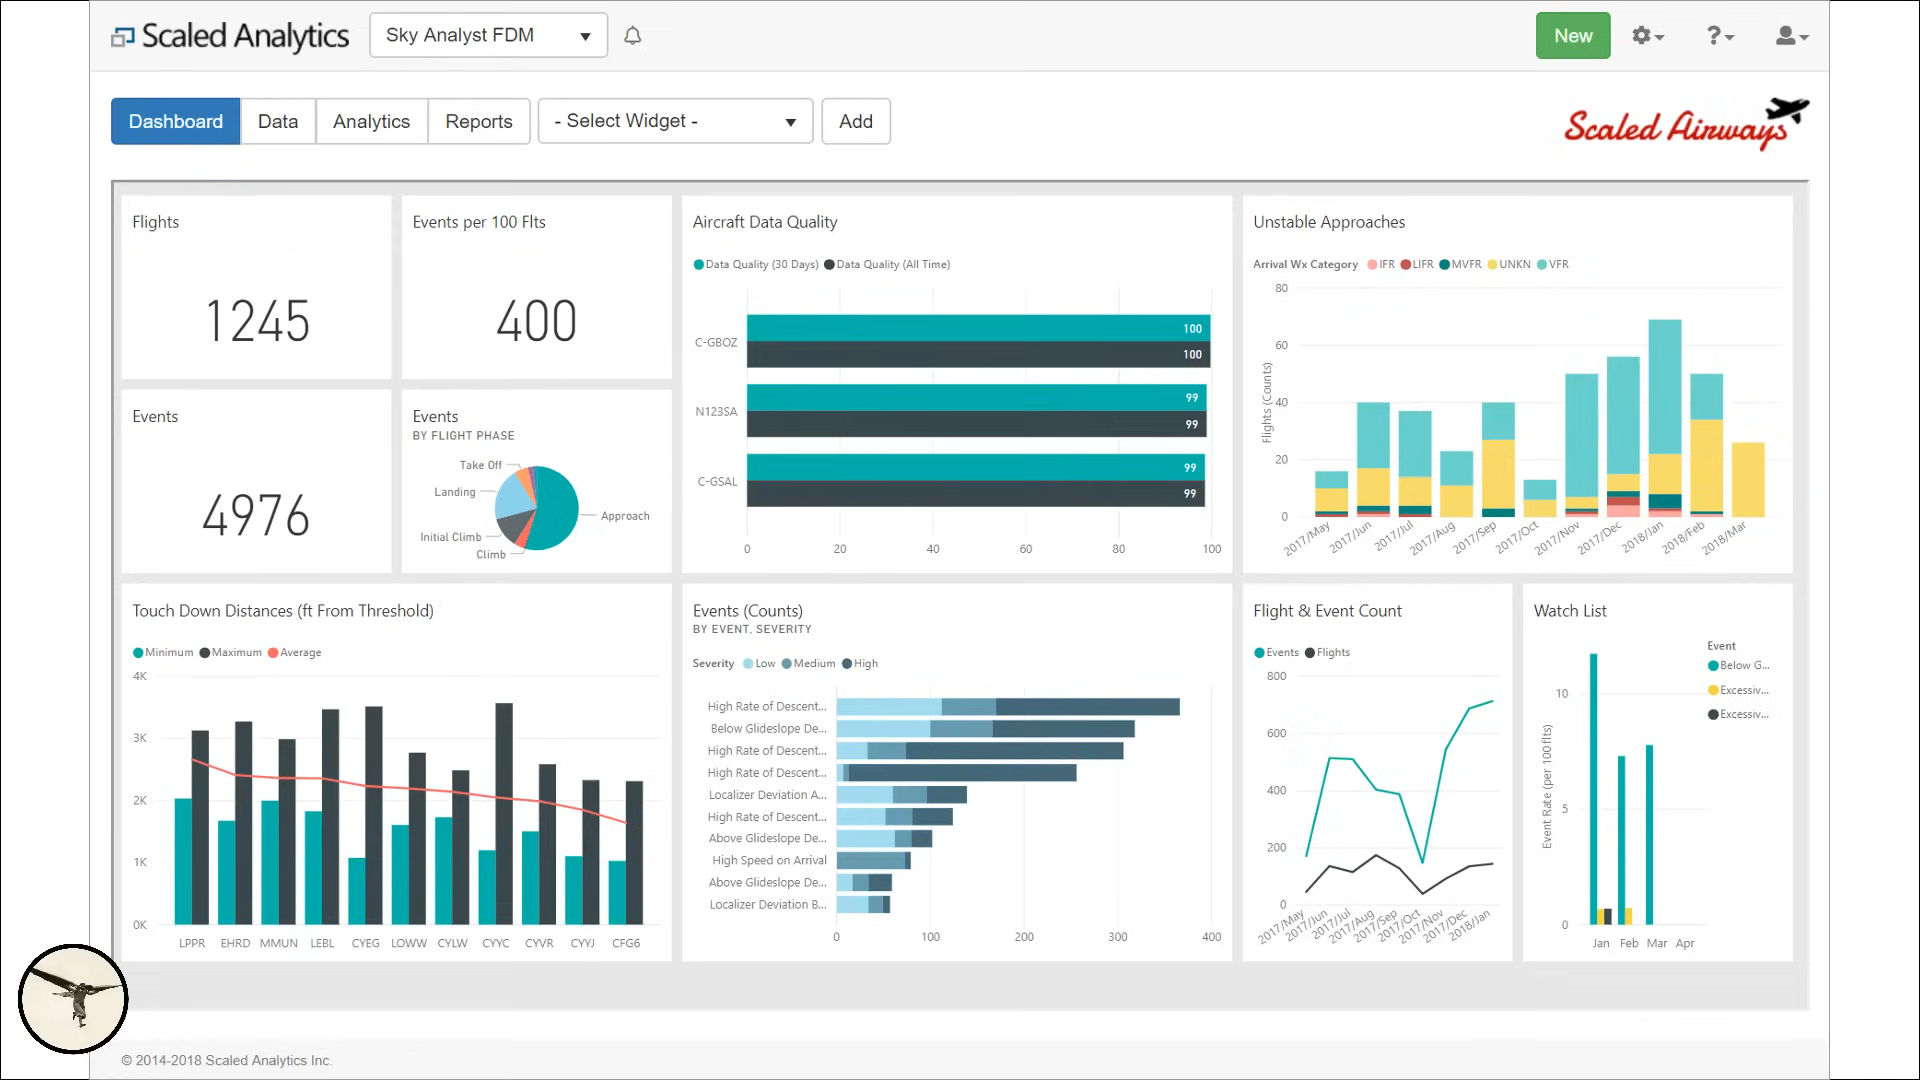 Scaled Analytics
Sky Analyst FDM
New
?
Dashboard
Data
Analytics
Reports
- Select Widget -
Add
Scaled Airways
Flights
1245
Events per 100 Flts
400
Events
4976
Events
BY FLIGHT PHASE
Take Off
Landing
Initial Climb
Climb
Approach
Aircraft Data Quality
Data Quality (30 Days) Data Quality (All Time)
C-GBOZ
100
100
N123SA
99
99
C-GSAL
99
99
0 20 40 60 80 100
Unstable Approaches
Arrival Wx Category IFR LIFR MVFR UNKN VFR
Flights (Counts)
80
60
40
20
0
2017/May 2017/Jun 2017/Jul 2017/Aug 2017/Sep 2017/Oct 2017/Nov 2017/Dec 2018/Jan 2018/Feb 2018/Mar
Touch Down Distances (ft From Threshold)
Minimum Maximum Average
4K
3K
2K
1K
0K
LPPR EHRD MMUN LEBL CYEG LOWW CYLW CYYC CYVR CYYJ CFG6
Events (Counts)
BY EVENT, SEVERITY
Severity Low Medium High
High Rate of Descent...
Below Glideslope De...
High Rate of Descent...
High Rate of Descent...
Localizer Deviation A...
High Rate of Descent...
Above Glideslope De...
High Speed on Arrival
Above Glideslope De...
Localizer Deviation B...
0 100 200 300 400
Flight & Event Count
Events Flights
800
600
400
200
0
2017/May 2017/Jun 2017/Jul 2017/Aug 2017/Sep 2017/Oct 2017/Nov 2017/Dec 2018/Jan
Watch List
Event
Below G...
Excessiv...
Excessiv...
Event Rate (per 100 flts)
10
5
0
Jan Feb Mar Apr
© 2014-2018 Scaled Analytics Inc.